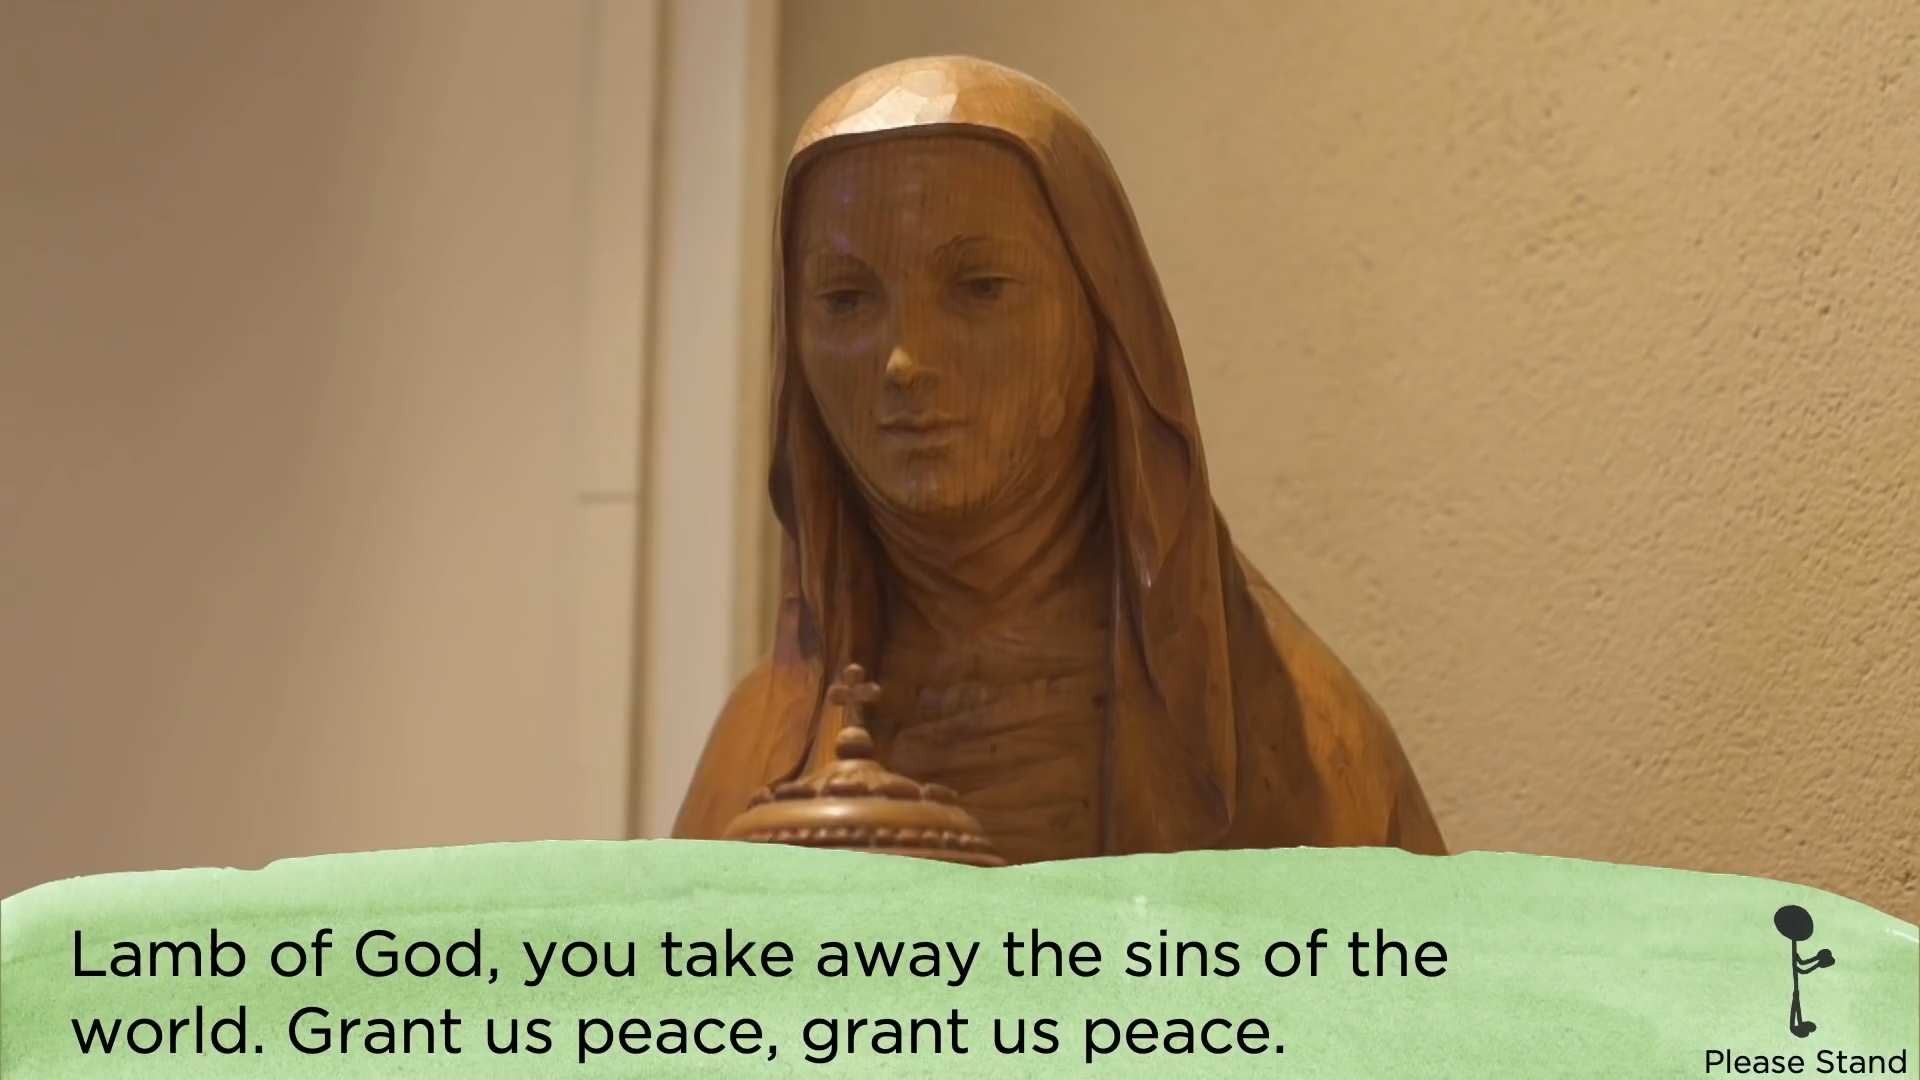 Lamb of God, you take away the sins of the
world. Grant us peace, grant us peace.
Please Stand